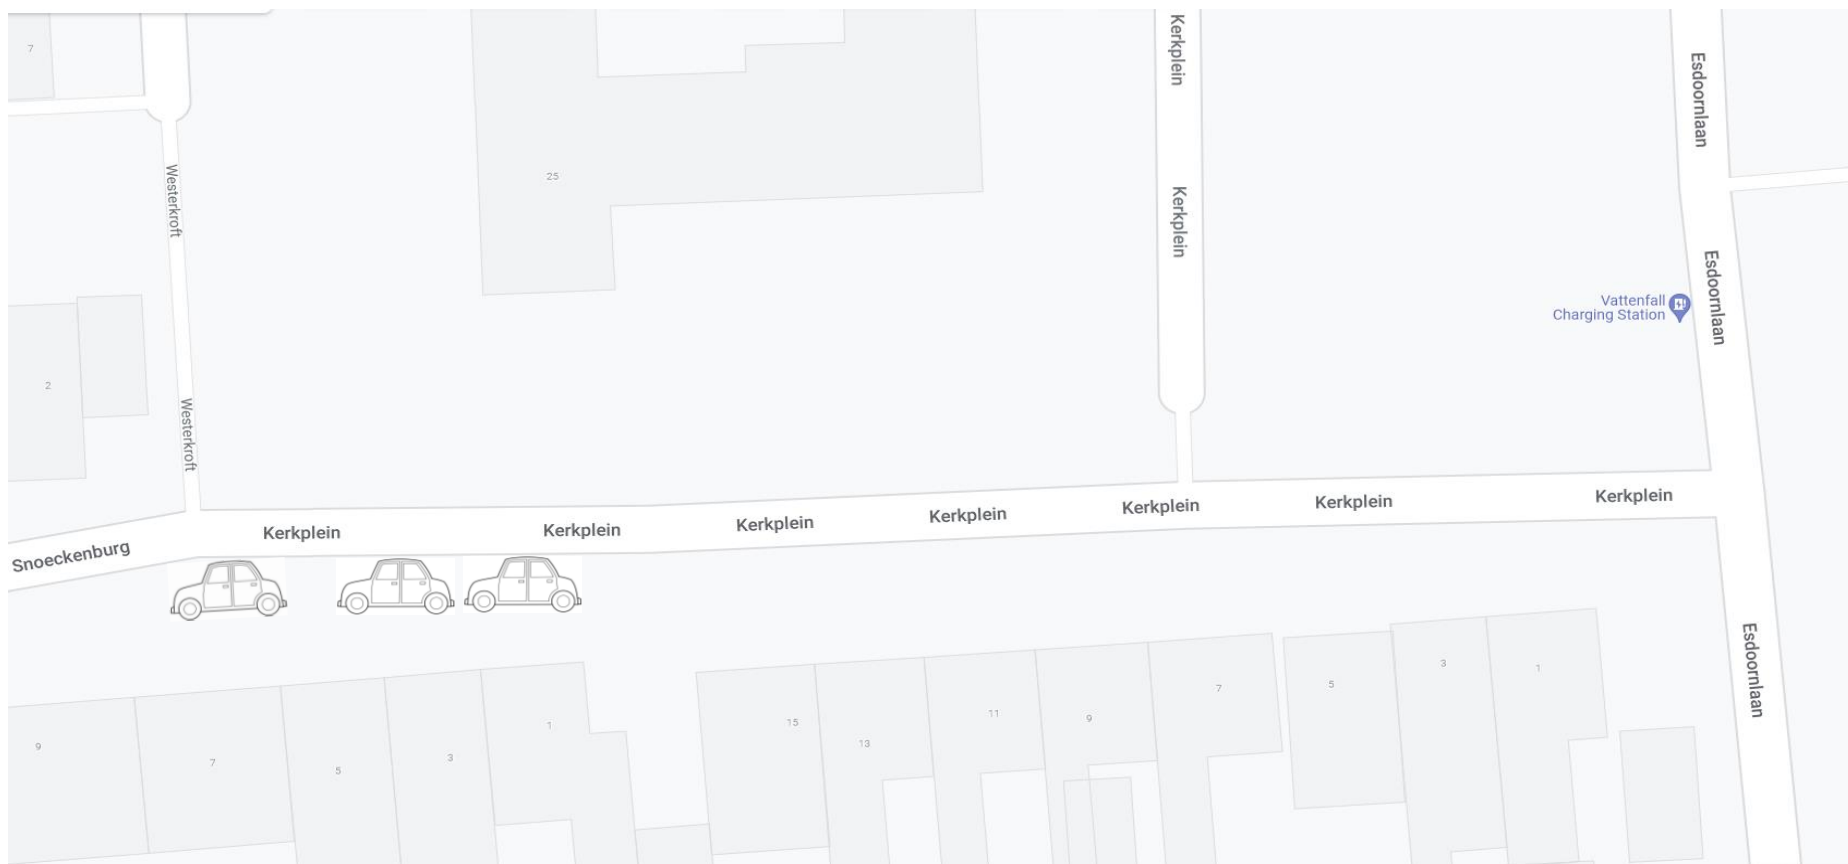 7
Kerkplein
Esdoornlaan
Westerkroft
25
Kerkplein
Esdoornlaan
Vattenfall
Charging Station
2
Westerkroft
Snoeckenburg
Kerkplein
Kerkplein
Kerkplein
Kerkplein
Kerkplein
Kerkplein
Kerkplein
Esdoornlaan
9
7
5
3
1
15
13
11
9
7
5
3
1